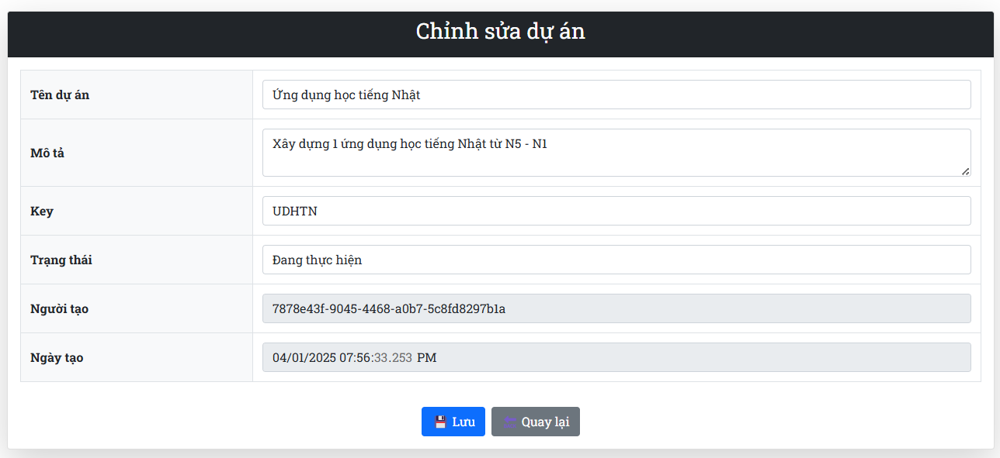 Chỉnh sửa dự án
Tên dự án
Ứng dụng học tiếng Nhật
Mô tả
Xây dựng 1 ứng dụng học tiếng Nhật từ N5 - N1
Key
UDHTN
Trạng thái
Đang thực hiện
Người tạo
7878e43f-9045-4468-a0b7-5c8fd8297b1a
Ngày tạo
04/01/2025 07:56:33.253 PM
Lưu
Quay lại